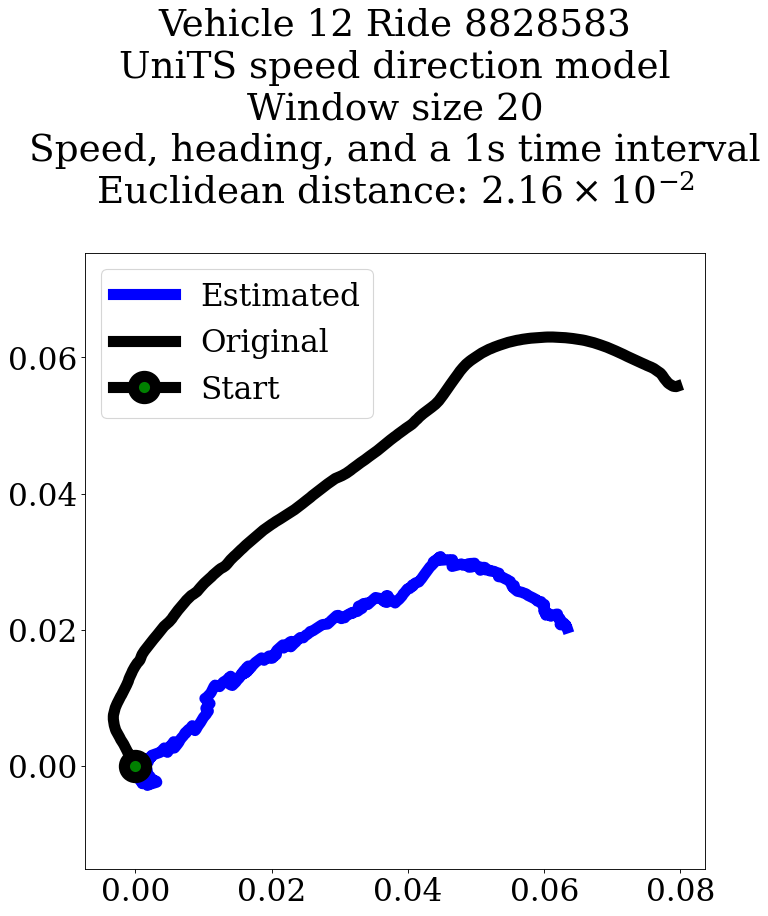 Vehicle 12 Ride 8828583
UniTS speed direction model
Window size 20
Speed, heading, and a 1s time interval
Euclidean distance: 2.16 × 10⁻²
Estimated
Original
Start
0.06
0.04
0.02
0.00
0.00 0.02 0.04 0.06 0.08